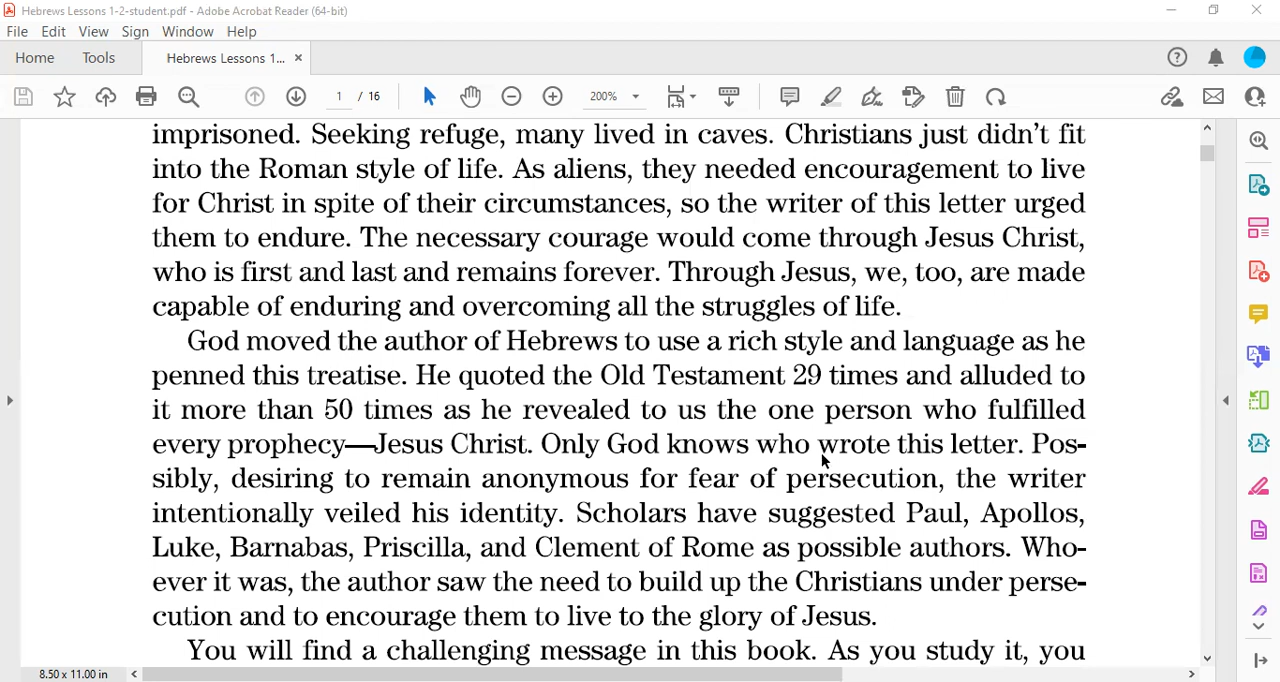 Hebrews Lessons 1-2-student.pdf - Adobe Acrobat Reader (64-bit)
File Edit View Sign Window Help
Home Tools Hebrews Lessons 1... ×
1 / 16 200%
imprisoned. Seeking refuge, many lived in caves. Christians just didn't fit
into the Roman style of life. As aliens, they needed encouragement to live
for Christ in spite of their circumstances, so the writer of this letter urged
them to endure. The necessary courage would come through Jesus Christ,
who is first and last and remains forever. Through Jesus, we, too, are made
capable of enduring and overcoming all the struggles of life.
God moved the author of Hebrews to use a rich style and language as he
penned this treatise. He quoted the Old Testament 29 times and alluded to
it more than 50 times as he revealed to us the one person who fulfilled
every prophecy—Jesus Christ. Only God knows who wrote this letter. Pos-
sibly, desiring to remain anonymous for fear of persecution, the writer
intentionally veiled his identity. Scholars have suggested Paul, Apollos,
Luke, Barnabas, Priscilla, and Clement of Rome as possible authors. Who-
ever it was, the author saw the need to build up the Christians under perse-
cution and to encourage them to live to the glory of Jesus.
You will find a challenging message in this book. As you study it, you
8.50 x 11.00 in